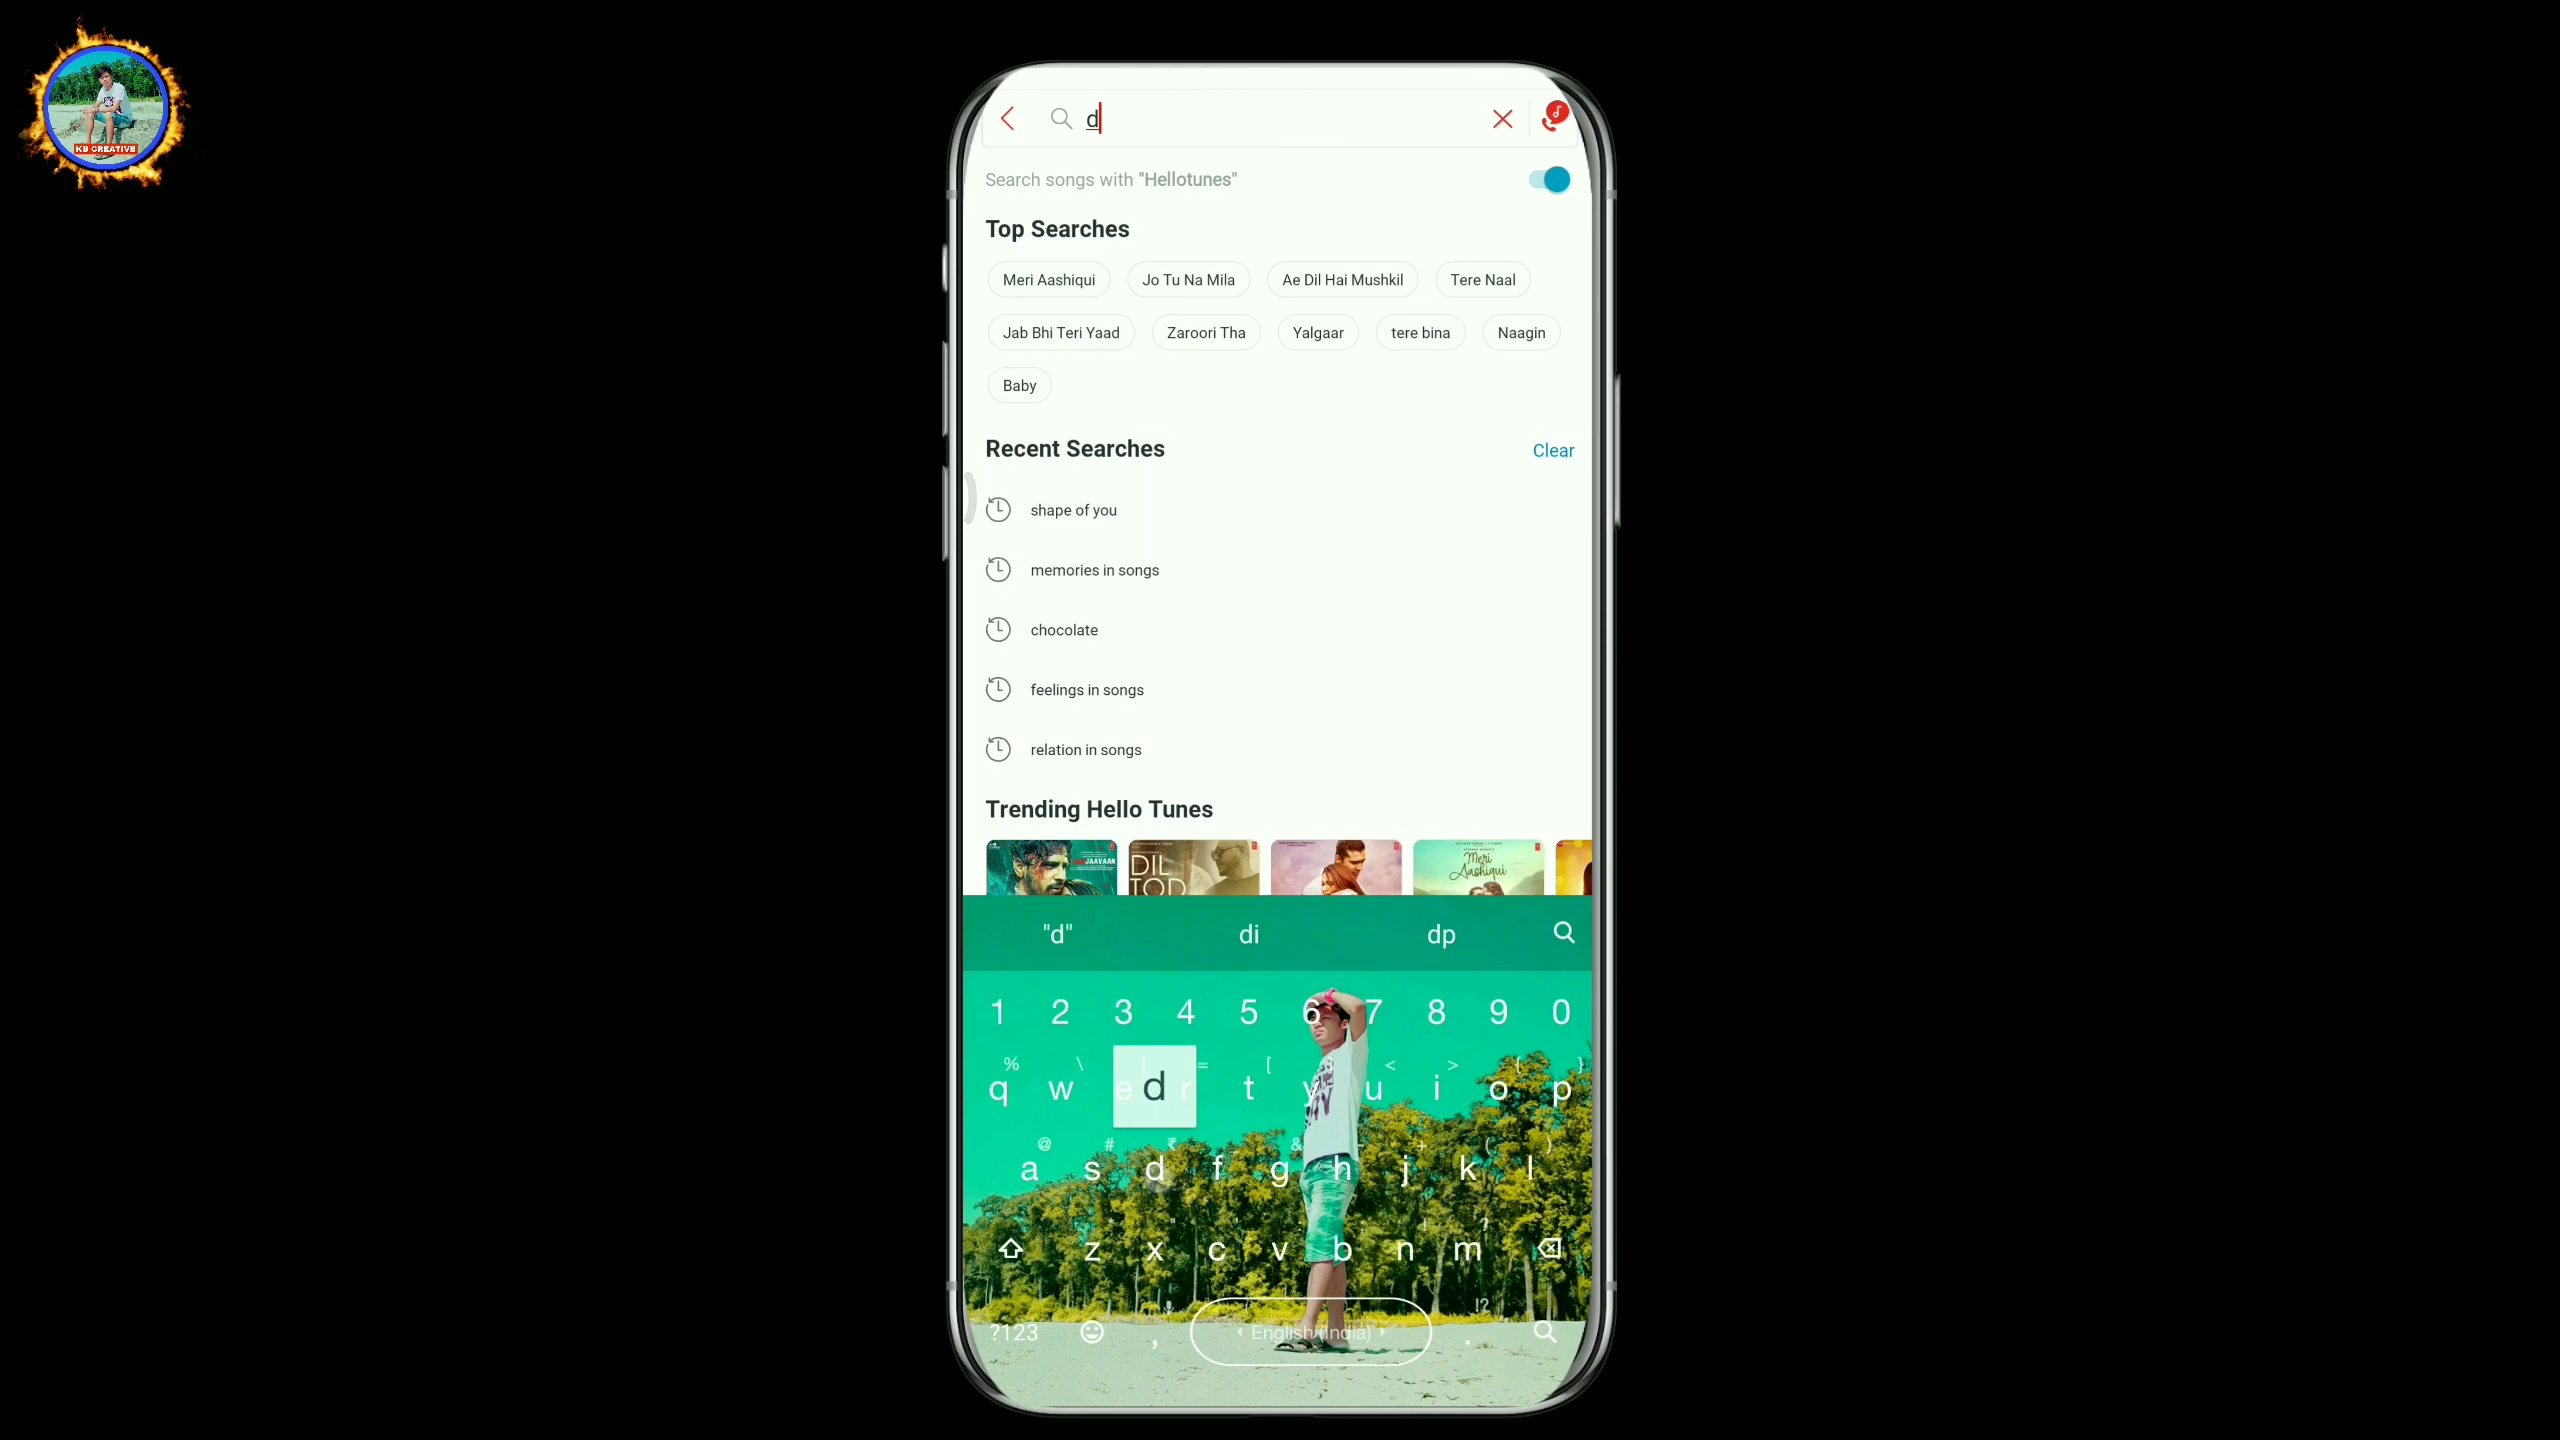 KB CREATIVE
d
Search songs with "Hellotunes"
Top Searches
Meri Aashiqui Jo Tu Na Mila Ae Dil Hai Mushkil Tere Naal
Jab Bhi Teri Yaad Zaroori Tha Yalgaar tere bina Naagin
Baby
Recent Searches Clear
shape of you
memories in songs
chocolate
feelings in songs
relation in songs
Trending Hello Tunes
JAAVAAN
DIL
TOD
Meri
Aashiqui
"d" di dp
1 2 3 4 5 6 7 8 9 0
% \ = [ < > { }
q w e d r t y u i o p
@ # ₹ & - + ( )
a s d f g h j k l
* " ' : ; ! ?
z x c v b n m
!?
?123 , English (India) .